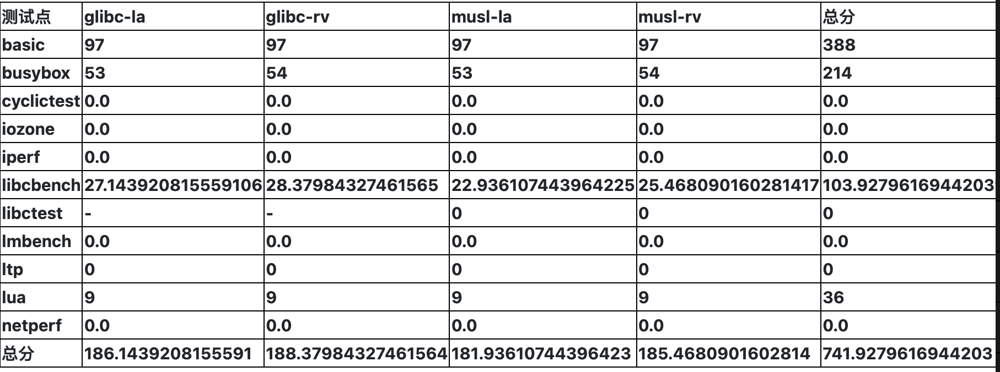 测试点 glibc-la glibc-rv musl-la musl-rv 总分
basic 97 97 97 97 388
busybox 53 54 53 54 214
cyclictest 0.0 0.0 0.0 0.0 0.0
iozone 0.0 0.0 0.0 0.0 0.0
iperf 0.0 0.0 0.0 0.0 0.0
libcbench 27.143920815559106 28.37984327461565 22.936107443964225 25.468090160281417 103.9279616944203
libctest - - 0 0 0
lmbench 0.0 0.0 0.0 0.0 0.0
ltp 0 0 0 0 0
lua 9 9 9 9 36
netperf 0.0 0.0 0.0 0.0 0.0
总分 186.1439208155591 188.37984327461564 181.93610744396423 185.4680901602814 741.9279616944203